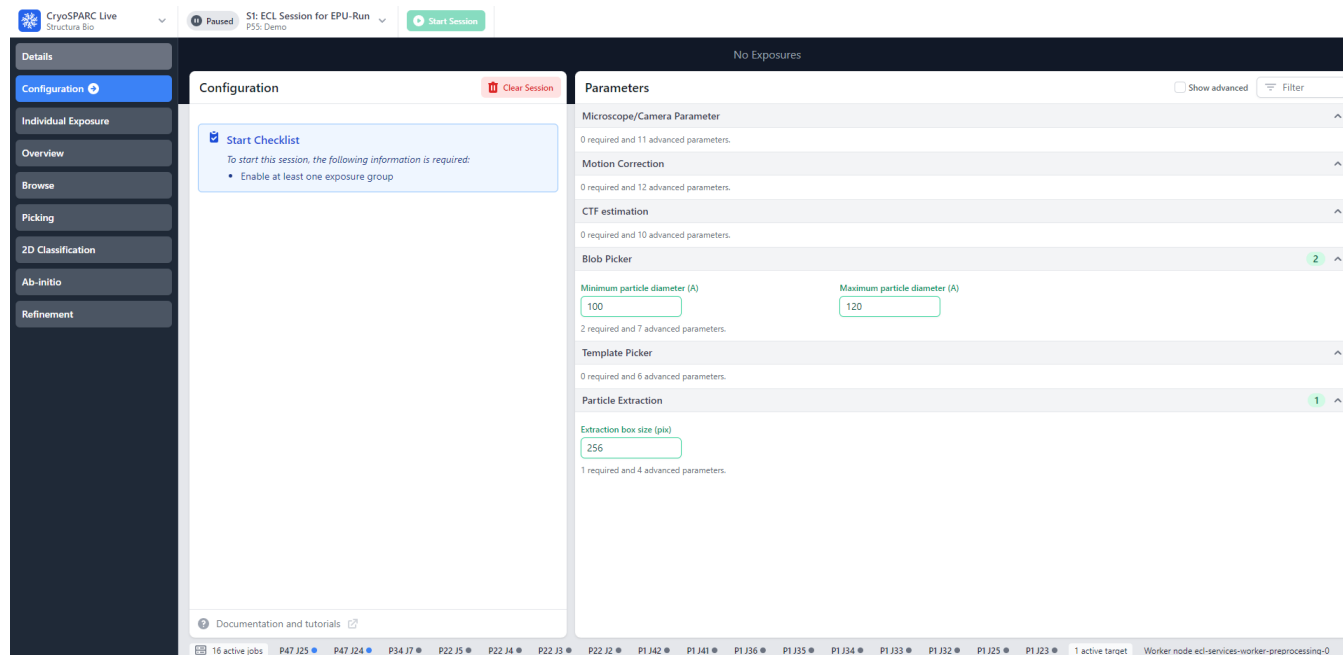 CryoSPARC Live
Structura Bio
Paused
S1: ECL Session for EPU-Run
P55: Demo
Start Session
Details
Configuration
Individual Exposure
Overview
Browse
Picking
2D Classification
Ab-initio
Refinement
No Exposures
Configuration
Clear Session
Start Checklist
To start this session, the following information is required:
• Enable at least one exposure group
Documentation and tutorials
Parameters
Show advanced
Filter
Microscope/Camera Parameter
0 required and 11 advanced parameters.
Motion Correction
0 required and 12 advanced parameters.
CTF estimation
0 required and 10 advanced parameters.
Blob Picker 2
Minimum particle diameter (A) Maximum particle diameter (A)
100 120
2 required and 7 advanced parameters.
Template Picker
0 required and 6 advanced parameters.
Particle Extraction 1
Extraction box size (pix)
256
1 required and 4 advanced parameters.
16 active jobs P47 J25 P47 J24 P34 J7 P22 J5 P22 J4 P22 J3 P22 J2 P1 J42 P1 J41 P1 J36 P1 J35 P1 J34 P1 J33 P1 J32 P1 J25 P1 J23 1 active target Worker node ecl-services-worker-preprocessing-0